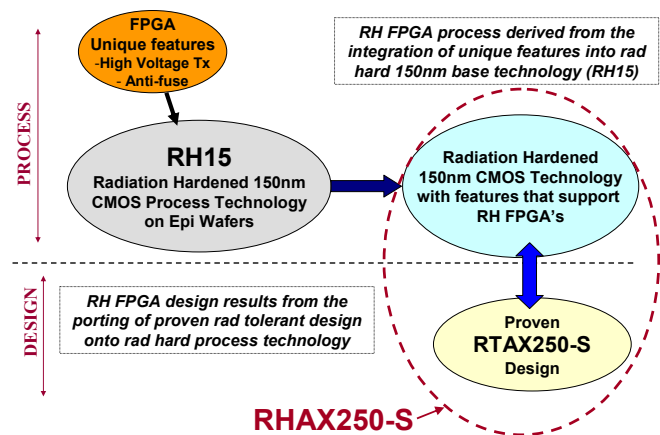 FPGA
Unique features
-High Voltage Tx
- Anti-fuse
RH FPGA process derived from the
integration of unique features into rad
hard 150nm base technology (RH15)
PROCESS
RH15
Radiation Hardened 150nm
CMOS Process Technology
on Epi Wafers
Radiation Hardened
150nm CMOS Technology
with features that support
RH FPGA's
DESIGN
RH FPGA design results from the
porting of proven rad tolerant design
onto rad hard process technology
Proven
RTAX250-S
Design
RHAX250-S